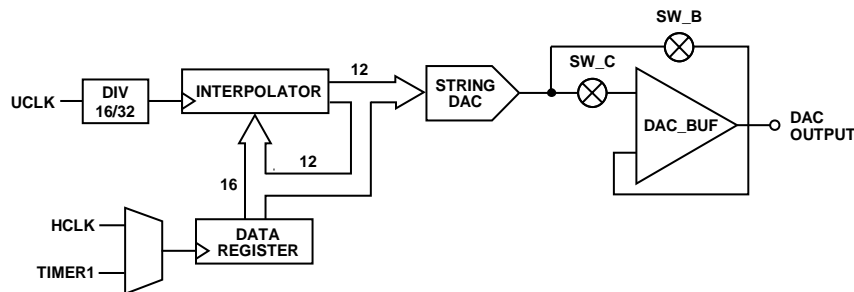 SW_B
12
SW_C
UCLK
DIV
16/32
INTERPOLATOR
STRING
DAC
DAC_BUF
DAC
OUTPUT
12
16
HCLK
TIMER1
DATA
REGISTER